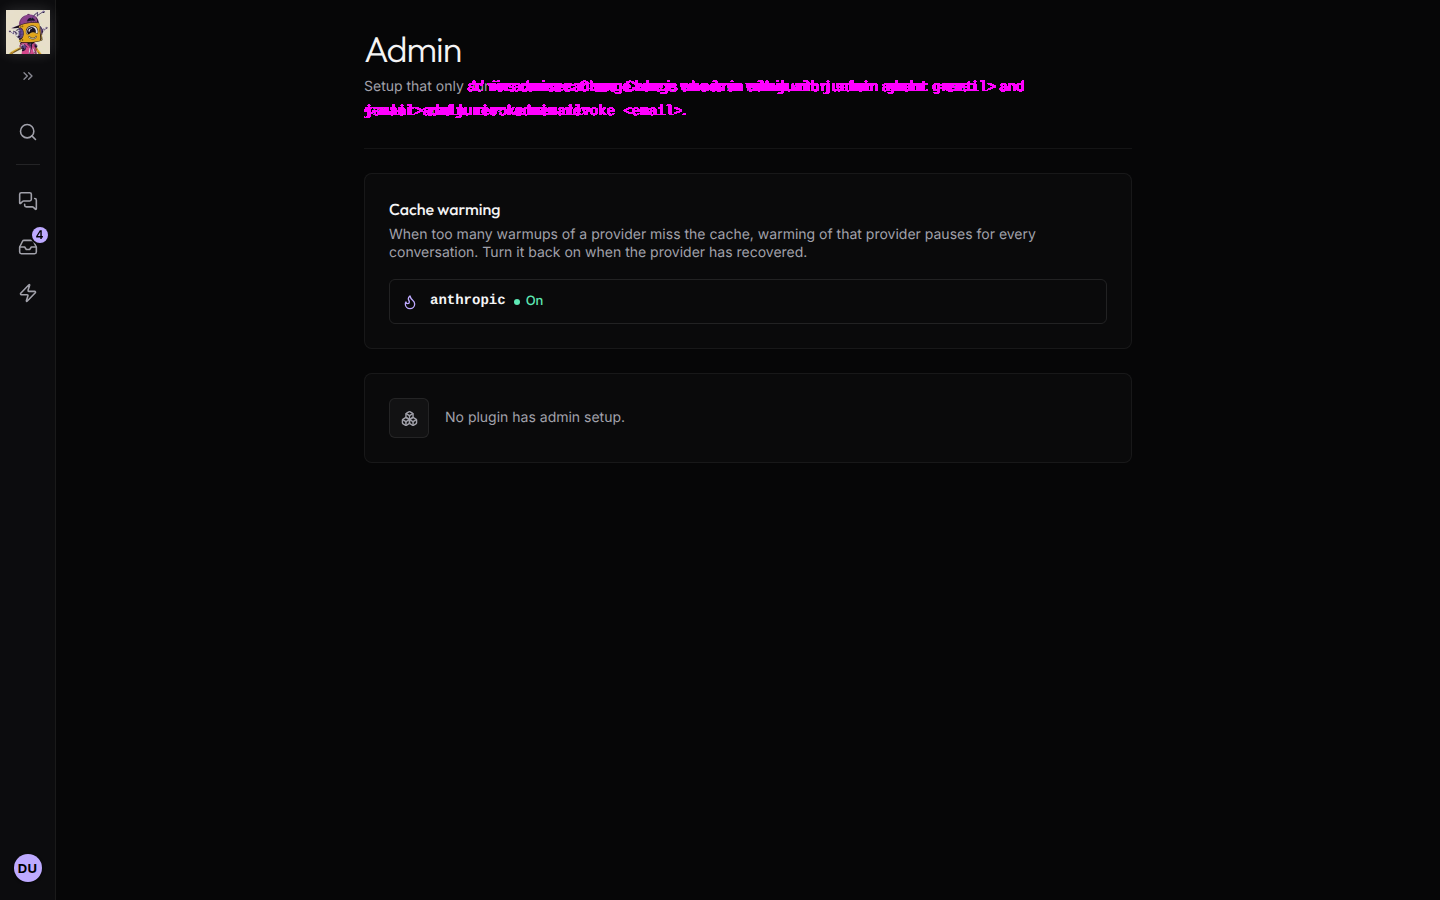 Admin
Setup that only
Cache warming
When too many warmups of a provider miss the cache, warming of that provider pauses for every
conversation. Turn it back on when the provider has recovered.
anthropic On
No plugin has admin setup.
4
DU